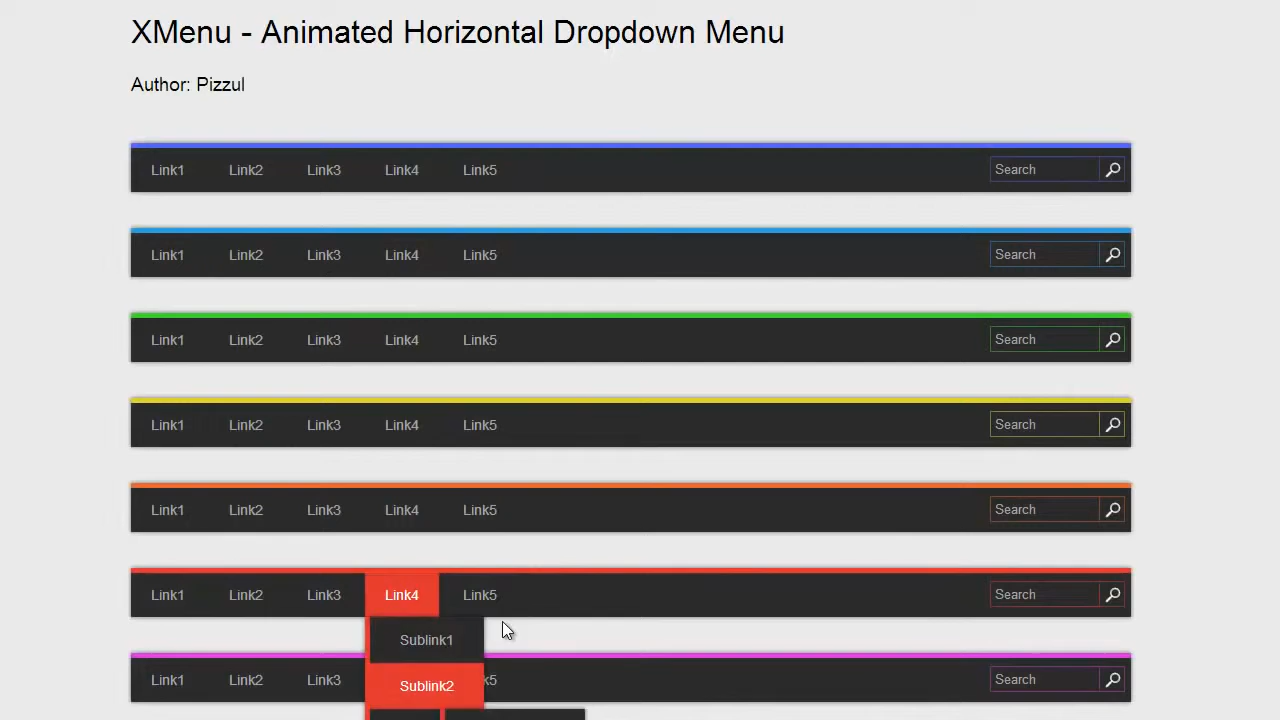 XMenu - Animated Horizontal Dropdown Menu
Author: Pizzul
Link1 Link2 Link3 Link4 Link5 Search
Link1 Link2 Link3 Link4 Link5 Search
Link1 Link2 Link3 Link4 Link5 Search
Link1 Link2 Link3 Link4 Link5 Search
Link1 Link2 Link3 Link4 Link5 Search
Link1 Link2 Link3 Link4 Link5 Search
Sublink1
Link1 Link2 Link3 k5 Search
Sublink2